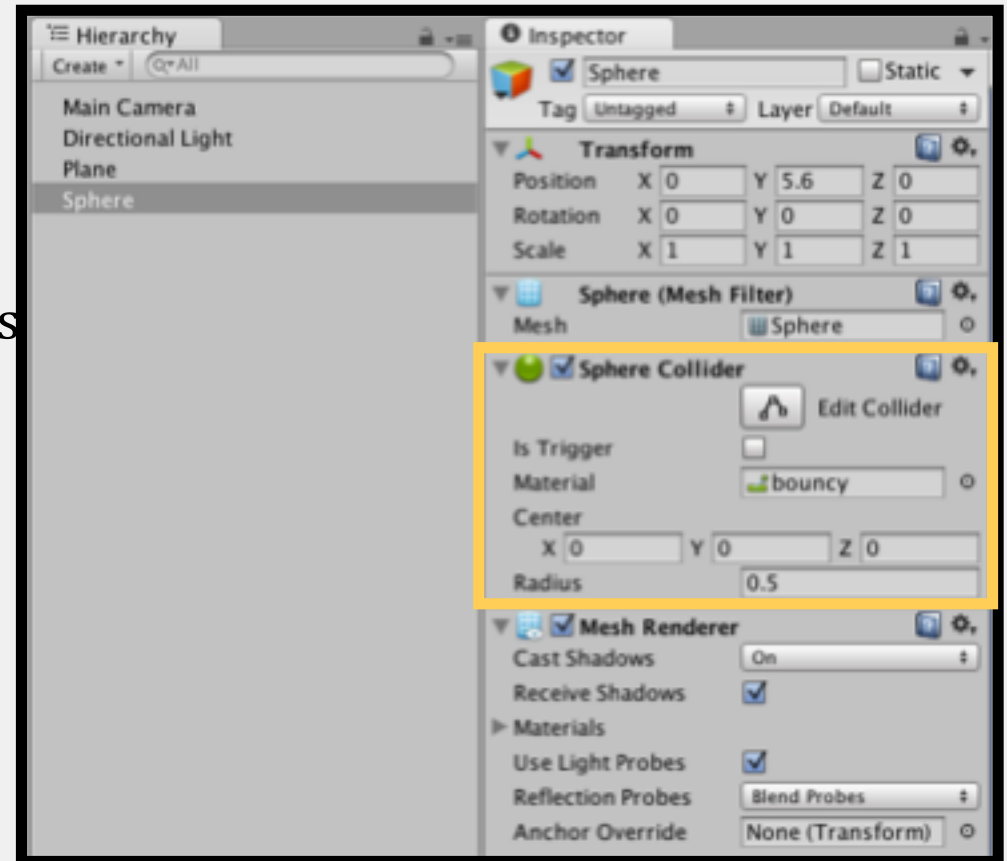 Hierarchy
Create
All
Main Camera
Directional Light
Plane
Sphere
s
Inspector
Sphere Static
Tag Untagged Layer Default
Transform
Position X 0 Y 5.6 Z 0
Rotation X 0 Y 0 Z 0
Scale X 1 Y 1 Z 1
Sphere (Mesh Filter)
Mesh Sphere
Sphere Collider
Edit Collider
Is Trigger
Material bouncy
Center
X 0 Y 0 Z 0
Radius 0.5
Mesh Renderer
Cast Shadows On
Receive Shadows
Materials
Use Light Probes
Reflection Probes Blend Probes
Anchor Override None (Transform)